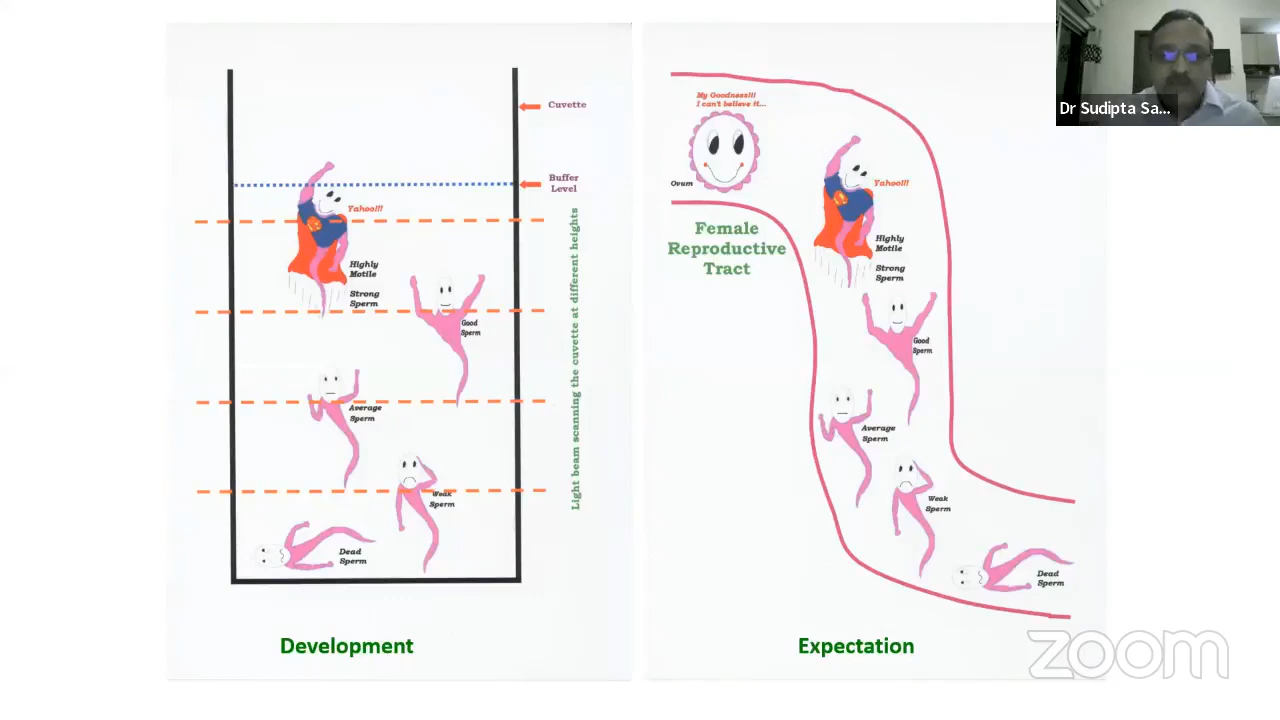 Cuvette
Buffer
Level
Yahoo!!!
Highly
Motile
Strong
Sperm
Good
Sperm
Average
Sperm
Weak
Sperm
Dead
Sperm
Light beam scanning the cuvette at different heights
Development
My Goodness!!!
I can't believe it...
Ovum
Female
Reproductive
Tract
Yahoo!!!
Highly
Motile
Strong
Sperm
Good
Sperm
Average
Sperm
Weak
Sperm
Dead
Sperm
Expectation
Dr Sudipta Sa...
zoom